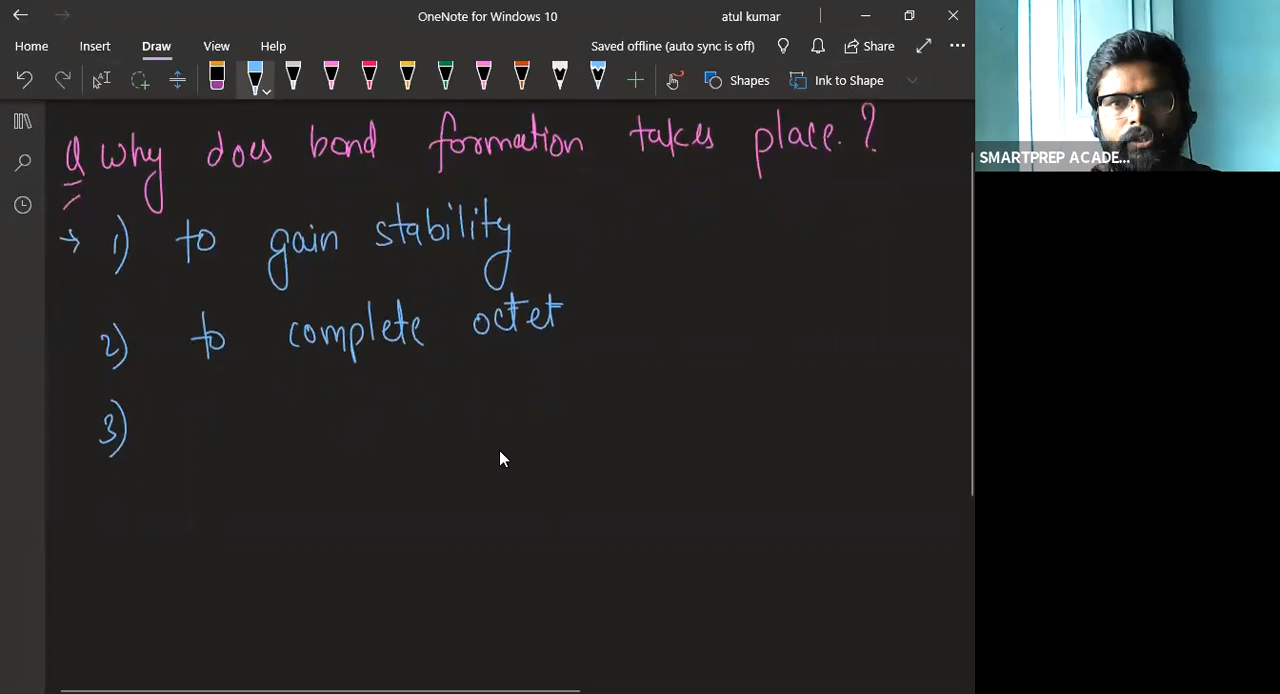 OneNote for Windows 10
atul kumar
Home Insert Draw View Help
Saved offline (auto sync is off)
Share
Shapes
Ink to Shape
SMARTPREP ACADE...
Q why does bond formation takes place.?
→ 1) to gain stability
2) to complete octet
3)